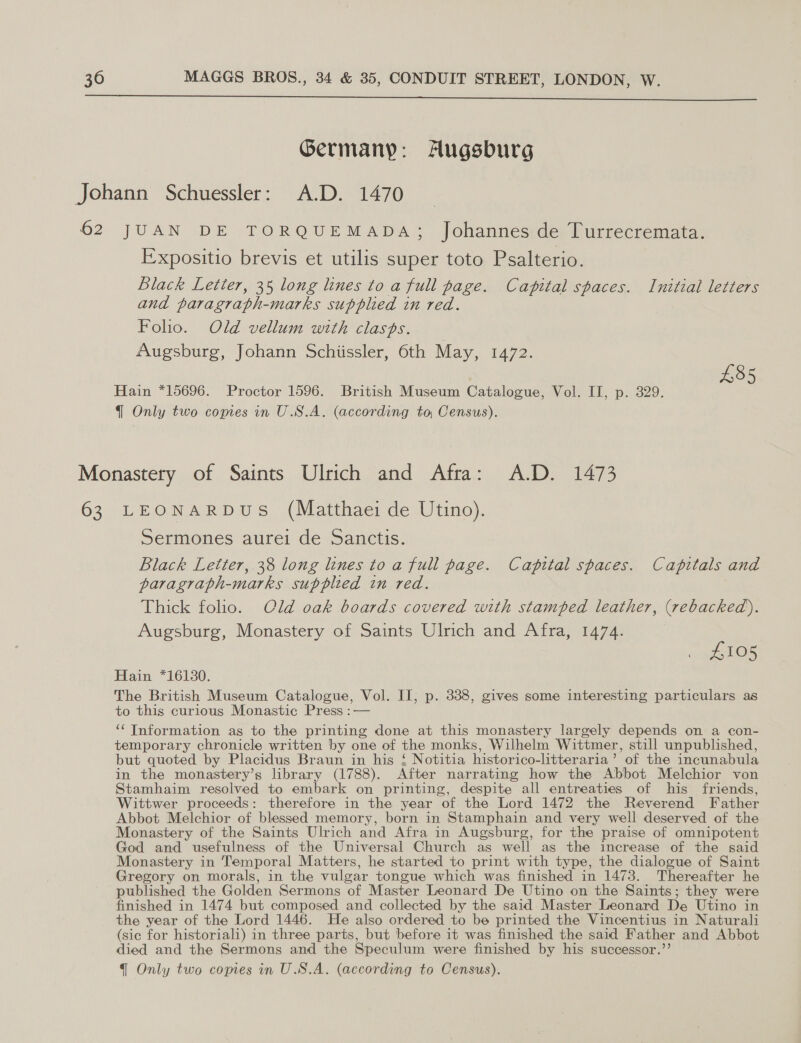 36 MAGGS BROS., 34 & 35, CONDUIT STREET, LONDON, W.
Germany: Augsburg
Johann Schuessler: A.D. 1470
62 JUAN DE TORQUEMADA; Johannes de Turrecremata.
Expositio brevis et utilis super toto Psalterio.
Black Letter, 35 long lines to a full page. Capital spaces. Initial letters
and paragraph-marks supplied in red.
Folio. Old vellum with clasps.
Augsburg, Johann Schüssler, 6th May, 1472.
£85
Hain *15696. Proctor 1596. British Museum Catalogue, Vol. II, p. 329.
¶ Only two copies in U.S.A. (according to, Census).
Monastery of Saints Ulrich and Afra: A.D. 1473
63 LEONARDUS (Matthaei de Utino).
Sermones aurei de Sanctis.
Black Letter, 38 long lines to a full page. Capital spaces. Capitals and
paragraph-marks supplied in red.
Thick folio. Old oak boards covered with stamped leather, (rebacked).
Augsburg, Monastery of Saints Ulrich and Afra, 1474.
£105
Hain *16130.
The British Museum Catalogue, Vol. II, p. 338, gives some interesting particulars as
to this curious Monastic Press :—
“ Information as to the printing done at this monastery largely depends on a con-
temporary chronicle written by one of the monks, Wilhelm Wittmer, still unpublished,
but quoted by Placidus Braun in his ‘ Notitia historico-litteraria ’ of the incunabula
in the monastery’s library (1788). After narrating how the Abbot Melchior von
Stamhaim resolved to embark on printing, despite all entreaties of his friends,
Wittwer proceeds: therefore in the year of the Lord 1472 the Reverend Father
Abbot Melchior of blessed memory, born in Stamphain and very well deserved of the
Monastery of the Saints Ulrich and Afra in Augsburg, for the praise of omnipotent
God and usefulness of the Universal Church as well as the increase of the said
Monastery in Temporal Matters, he started to print with type, the dialogue of Saint
Gregory on morals, in the vulgar tongue which was finished in 1473. Thereafter he
published the Golden Sermons of Master Leonard De Utino on the Saints; they were
finished in 1474 but composed and collected by the said Master Leonard De Utino in
the year of the Lord 1446. He also ordered to be printed the Vincentius in Naturali
(sic for historiali) in three parts, but before it was finished the said Father and Abbot
died and the Sermons and the Speculum were finished by his successor.”
¶ Only two copies in U.S.A. (according to Census).